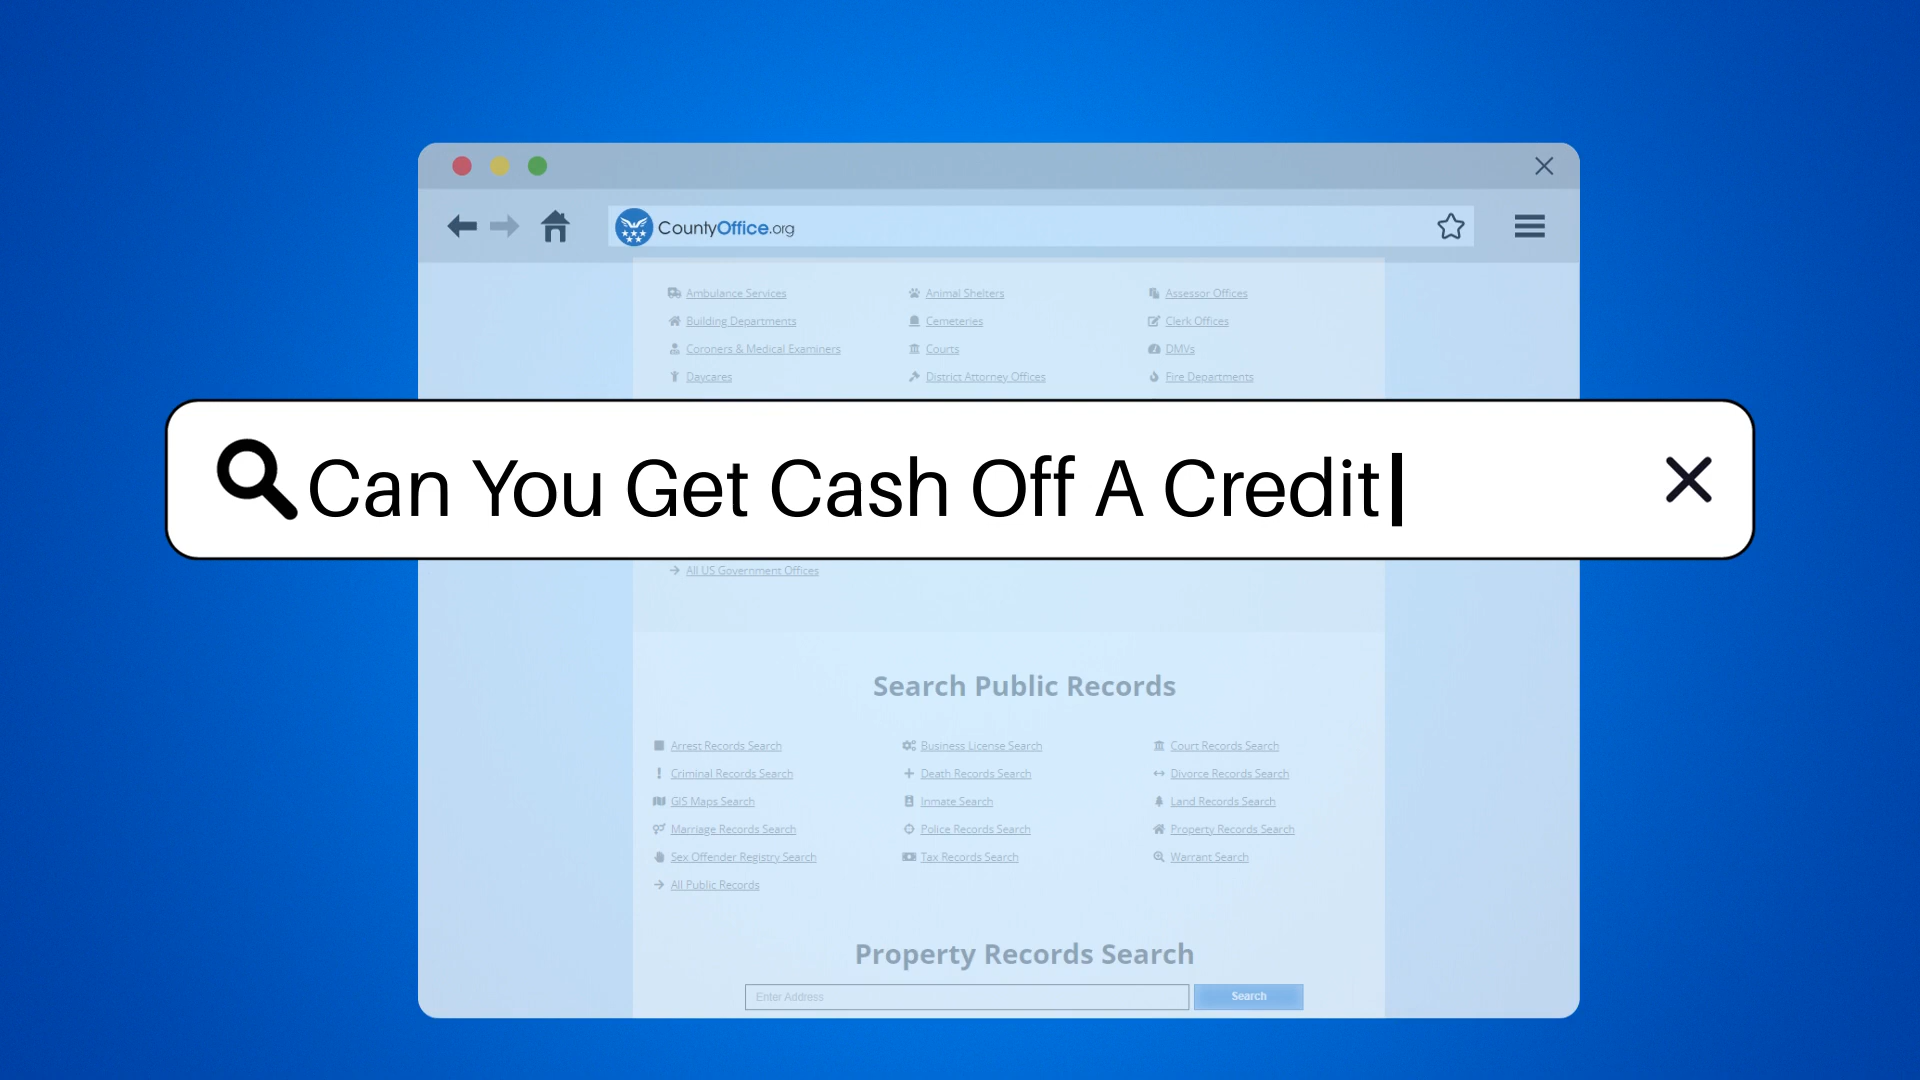 CountyOffice.org
Ambulance Services Animal Shelters Assessor Offices
Building Departments Cemeteries Clerk Offices
Coroners & Medical Examiners Courts DMVs
Daycares District Attorney Offices Fire Departments
Can You Get Cash Off A Credit
All US Government Offices
Search Public Records
Arrest Records Search Business License Search Court Records Search
Criminal Records Search Death Records Search Divorce Records Search
GIS Maps Search Inmate Search Land Records Search
Marriage Records Search Police Records Search Property Records Search
Sex Offender Registry Search Tax Records Search Warrant Search
All Public Records
Property Records Search
Enter Address Search